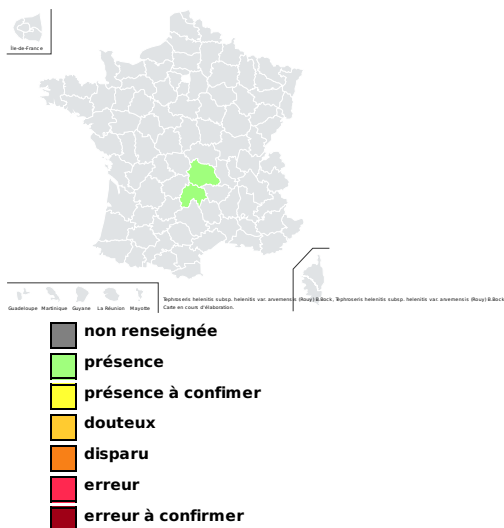 Île-de-France
Guadeloupe Martinique Guyane La Réunion Mayotte
Tephroseris helenitis subsp. helenitis var. arvernensis (Rouy) B.Bock, Tephroseris helenitis subsp. helenitis var. arvernensis (Rouy) B.Bock
Carte en cours d'élaboration.
non renseignée
présence
présence à confimer
douteux
disparu
erreur
erreur à confirmer